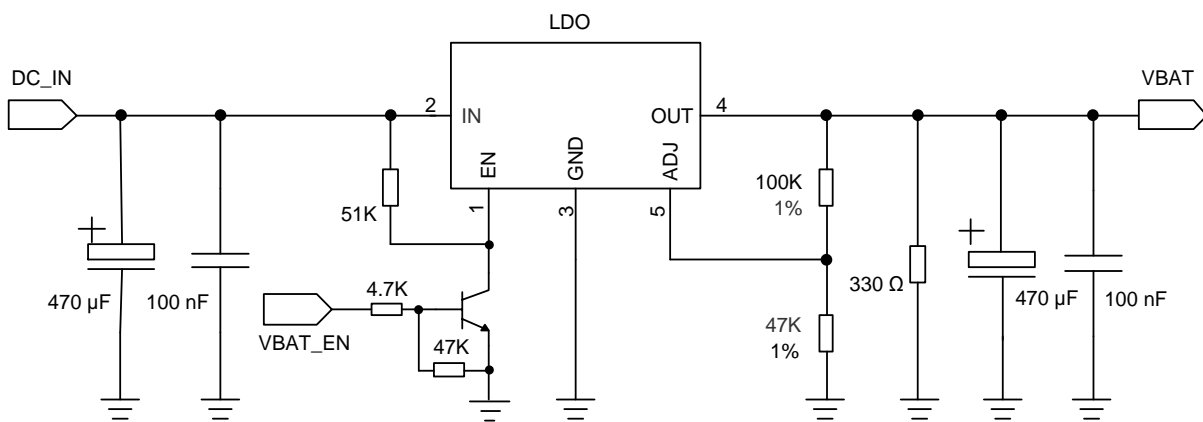 LDO
DC_IN
VBAT
2
IN
OUT
4
EN
GND
ADJ
1
3
5
51K
100K
1%
+
470 µF
100 nF
4.7K
VBAT_EN
47K
330 Ω
47K
1%
+
470 µF
100 nF